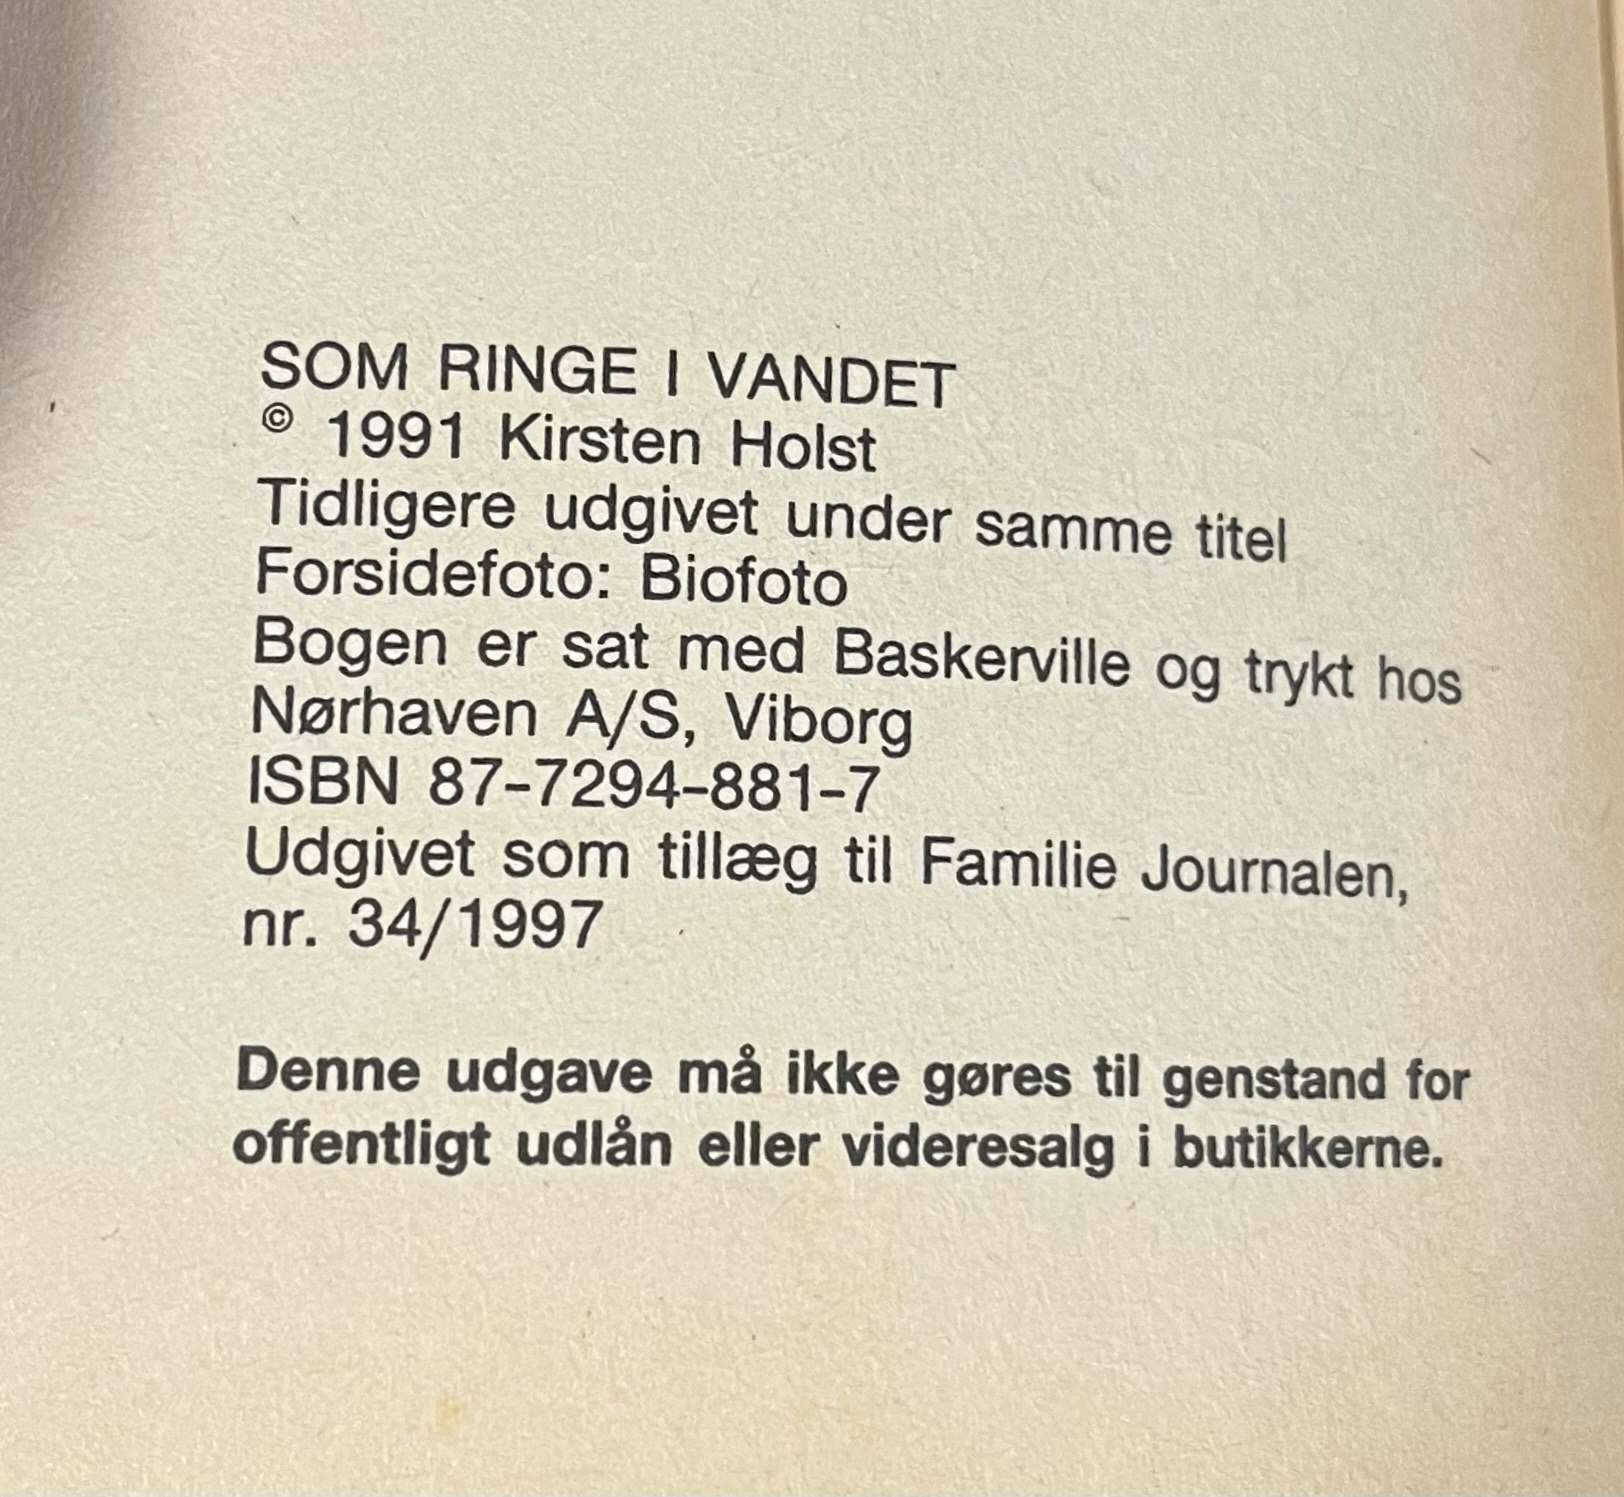 SOM RINGE I VANDET
© 1991 Kirsten Holst
Tidligere udgivet under samme titel
Forsidefoto: Biofoto
Bogen er sat med Baskerville og trykt hos
Nørhaven A/S, Viborg
ISBN 87-7294-881-7
Udgivet som tillæg til Familie Journalen,
nr. 34/1997
Denne udgave må ikke gøres til genstand for
offentligt udlån eller videresalg i butikkerne.